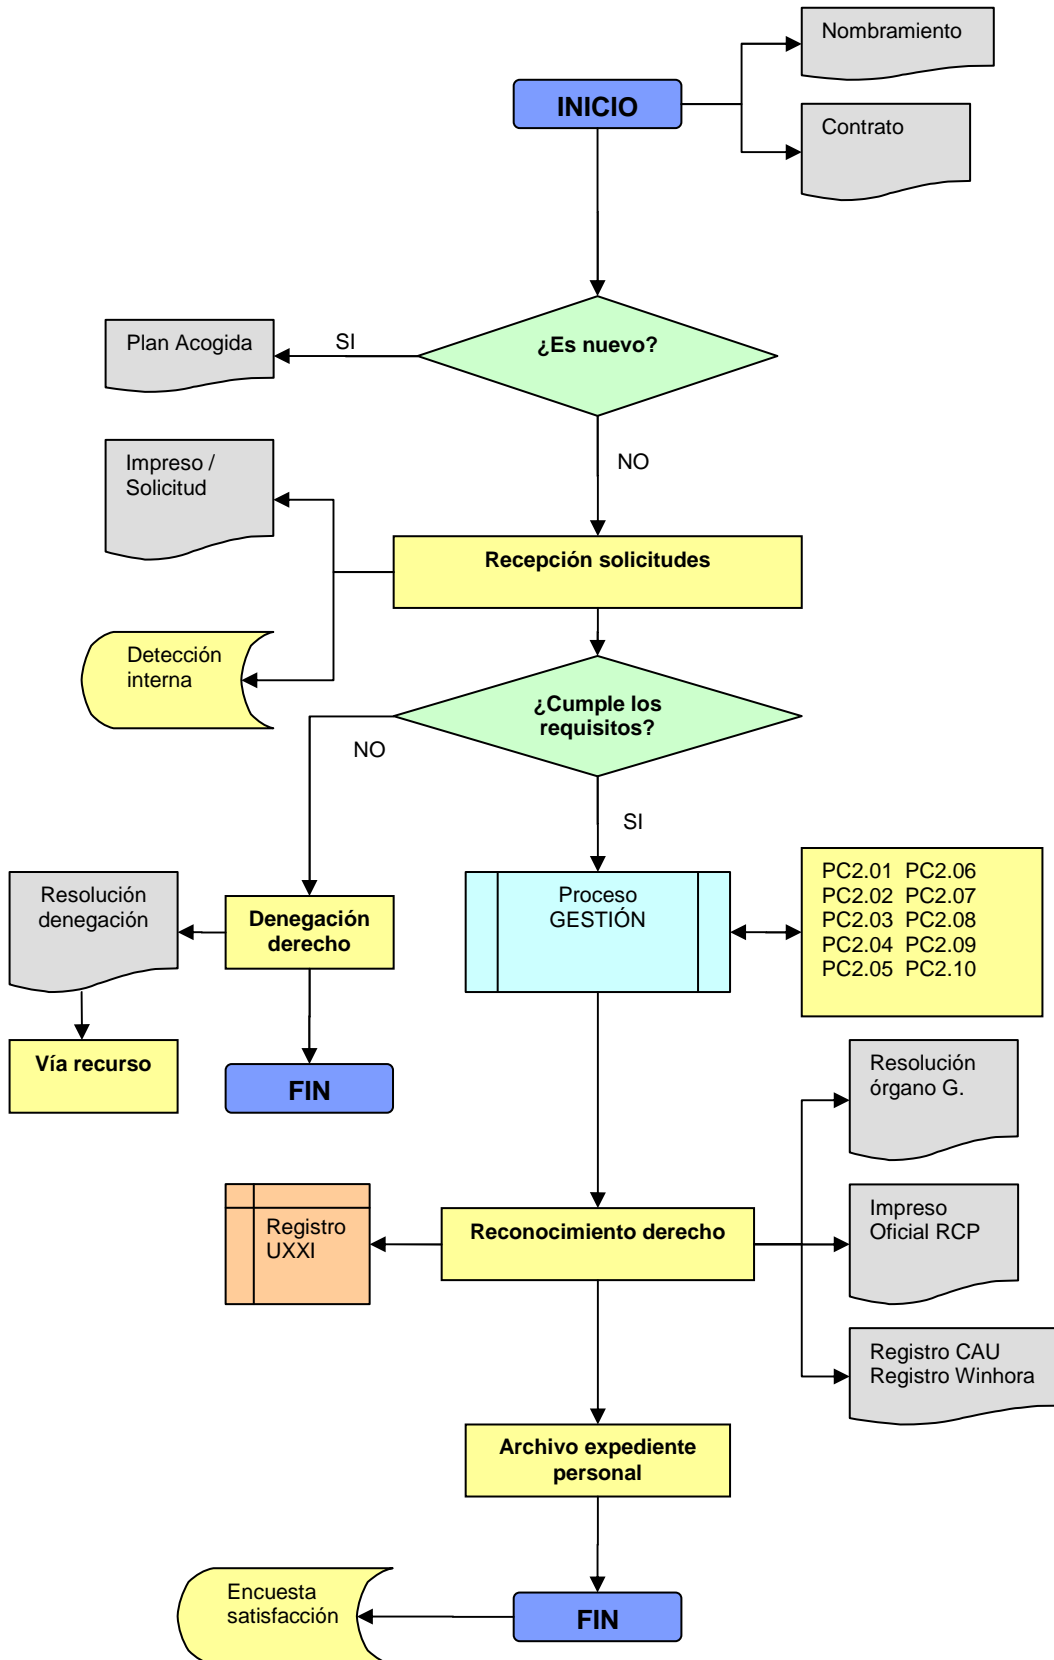 Nombramiento
INICIO
Contrato
¿Es nuevo?
SI
Plan Acogida
NO
Impreso /
Solicitud
Recepción solicitudes
Detección
interna
¿Cumple los
requisitos?
NO
SI
Resolución
denegación
Denegación
derecho
Proceso
GESTIÓN
PC2.01 PC2.06
PC2.02 PC2.07
PC2.03 PC2.08
PC2.04 PC2.09
PC2.05 PC2.10
Vía recurso
FIN
Resolución
órgano G.
Registro
UXXI
Reconocimiento derecho
Impreso
Oficial RCP
Registro CAU
Registro Winhora
Archivo expediente
personal
Encuesta
satisfacción
FIN